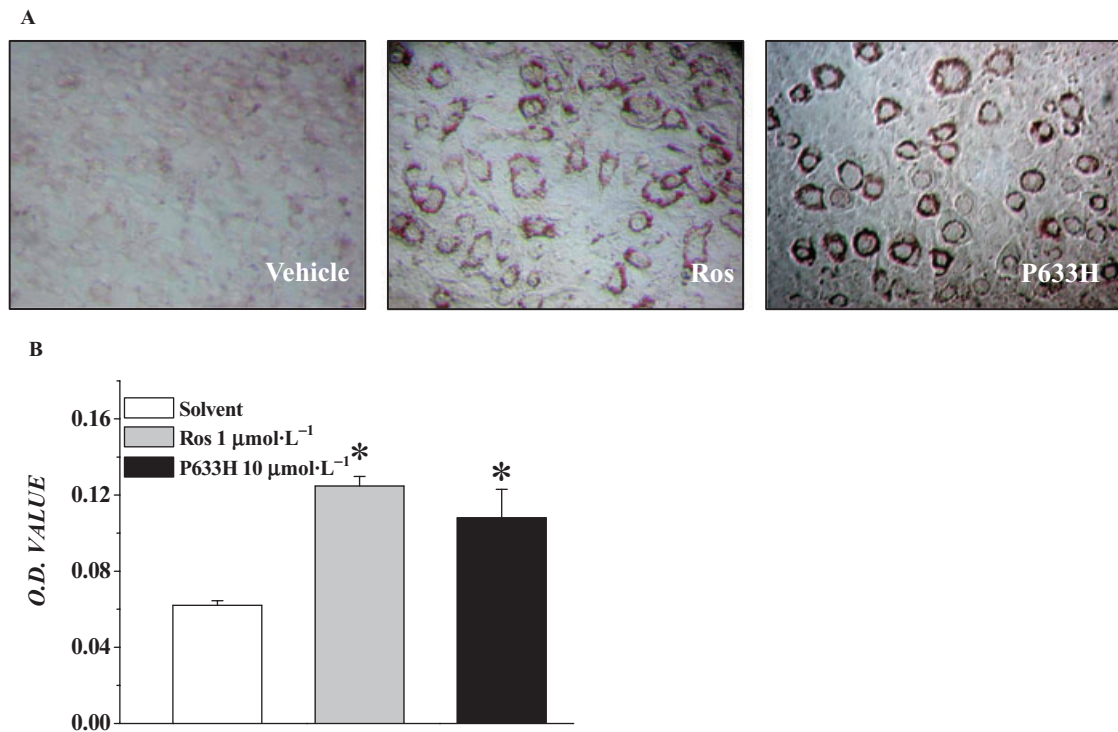 A
Vehicle
Ros
P633H
B
O.D. VALUE
0.16
0.12
0.08
0.04
0.00
Solvent
Ros 1 μmol·L⁻¹
P633H 10 μmol·L⁻¹
*
*